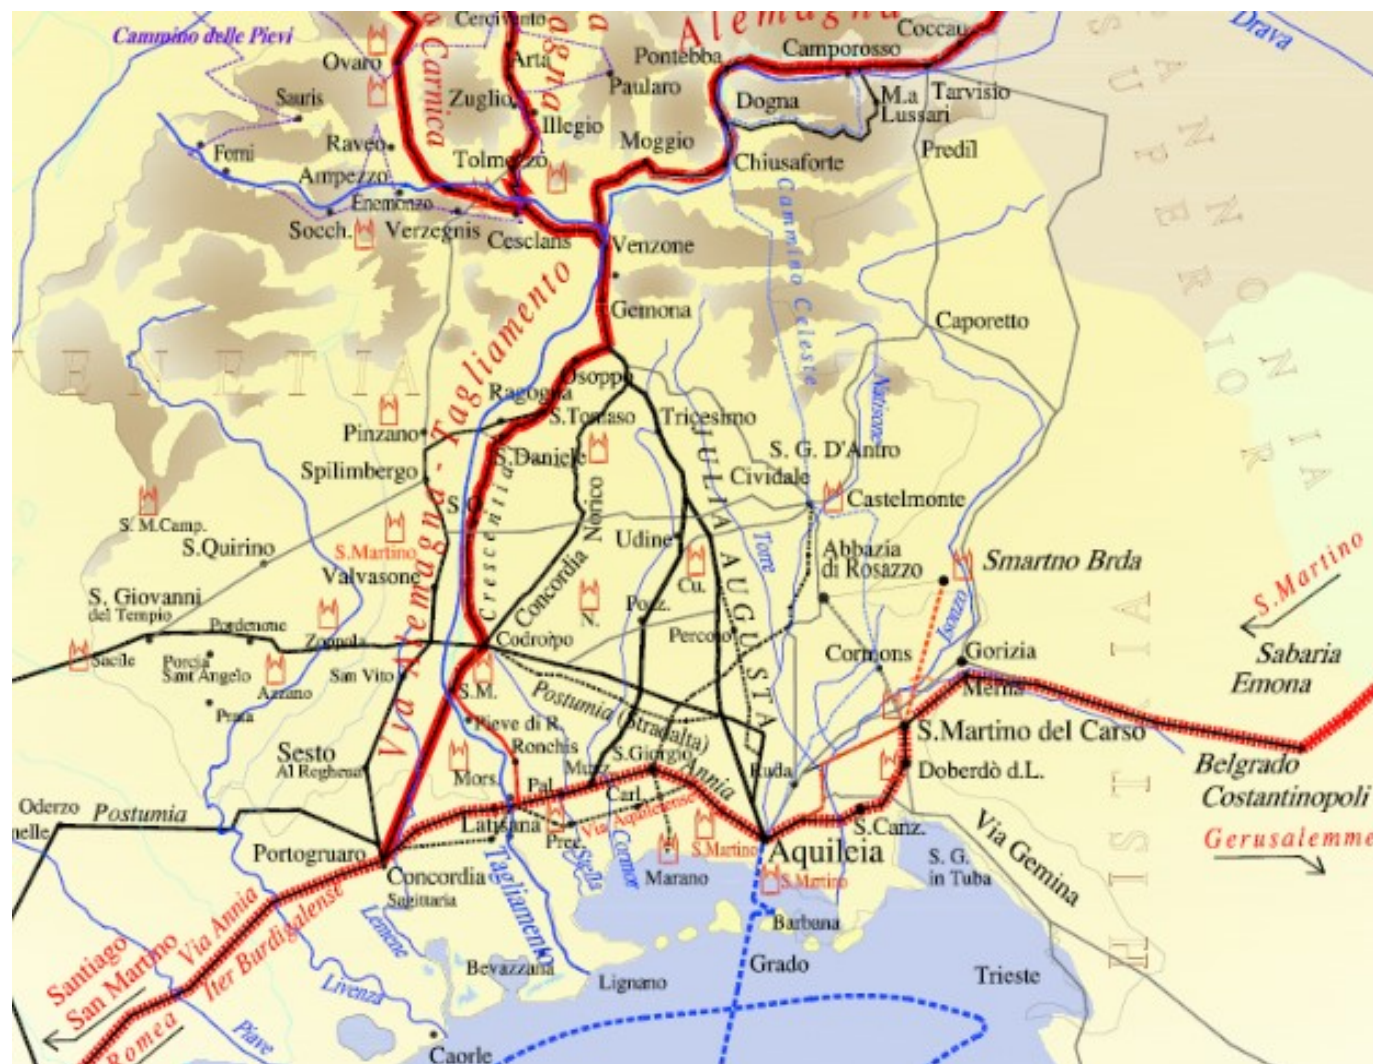 Cammino delle Pievi
Cercivento
Alemagna
Coccau
Drava
Ovaro
Carnica
Arta
agna
Pontebba
Camporosso
Sauris
Zuglio
Paularo
Dogna
M.a
Lussari
Tarvisio
Illegio
Raveo
Moggio
Forni
Tolmezzo
Chiusaforte
Predil
Ampezzo
Enemonzo
Socch.
Verzegnis
Cesclans
Venzone
Cammino Celeste
Gemona
Caporetto
VENETIA
Osoppo
Ragogna
S.Tomaso
Tricesimo
Natisone
Pinzano
S.Daniele
S. G. D'Antro
Cividale
Spilimbergo
Castelmonte
S. M.Camp.
S.Quirino
S.Martino
Valvasone
Crescentia
Concordia
Norico
Udine
Cu.
JULIA AUGUSTA
Torre
Abbazia
di Rosazzo
Smartno Brda
S.Martino
Isonzo
S. Giovanni
del Tempio
Pordenone
Zoppola
Codroipo
Pozz.
Percoto
Cormons
Gorizia
Sabaria
Emona
Sacile
Porcia
Sant'Angelo
Azzano
San Vito
Merna
Prata
Via Alemagna - Tagliamento
S.M.
Pieve di R.
Postumia (Stradalta)
S.Martino del Carso
Sesto
Al Reghena
Ronchis
Mors.
S.Giorgio
Annia
Ruda
Doberdò d.L.
Belgrado
Costantinopoli
Oderzo
Postumia
Pal.
Carl.
Via Aquileiense
S.Canz.
Via Gemina
Gerusalemme
Latisana
Prec.
Portogruaro
Concordia
Sagittaria
Tagliamento
Stella
Cormor
Marano
S.Martino
Aquileia
S.Martino
S. G.
in Tuba
Santiago
San Martino
Via Annia
Iter Burdigalense
Lemene
Bevazzana
Lignano
Barbana
Grado
Trieste
Livenza
Piave
Romea
Caorle